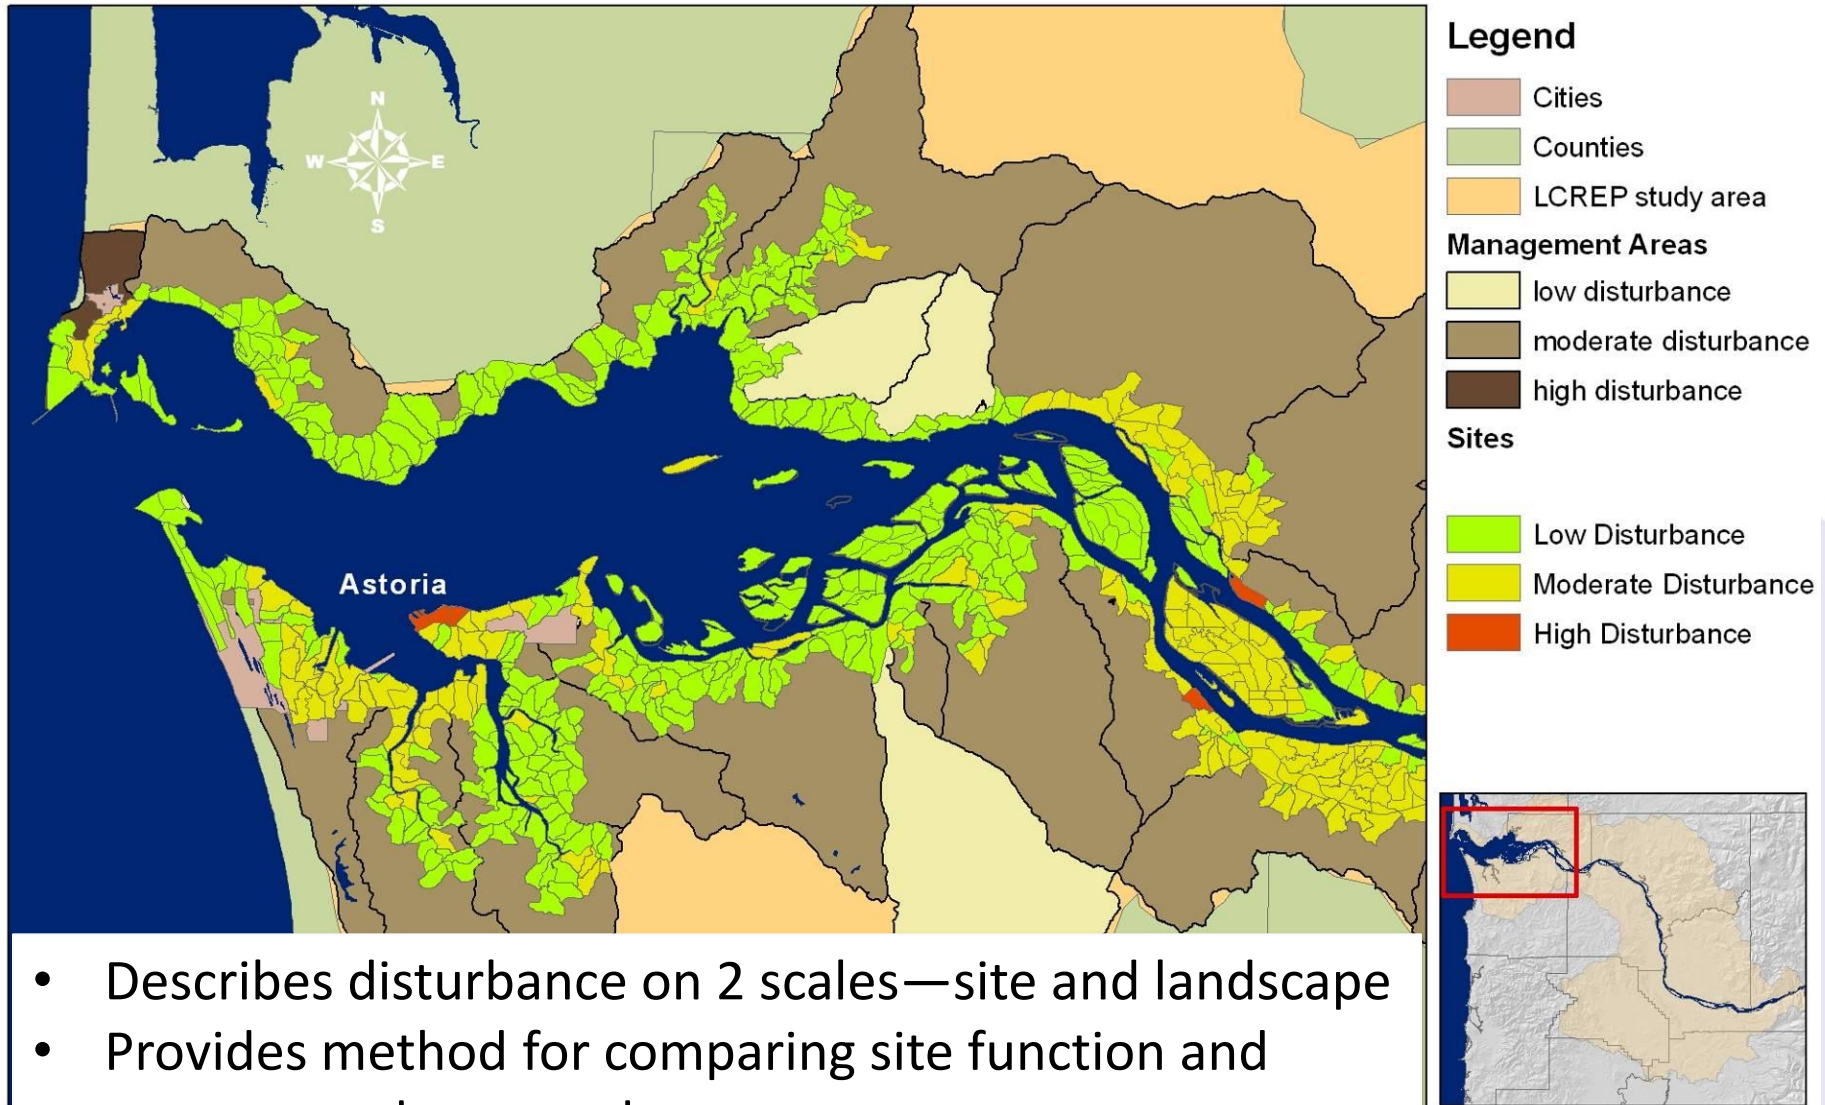 N
W E
S
Astoria
Legend
Cities
Counties
LCREP study area
Management Areas
low disturbance
moderate disturbance
high disturbance
Sites
Low Disturbance
Moderate Disturbance
High Disturbance
• Describes disturbance on 2 scales—site and landscape
• Provides method for comparing site function and